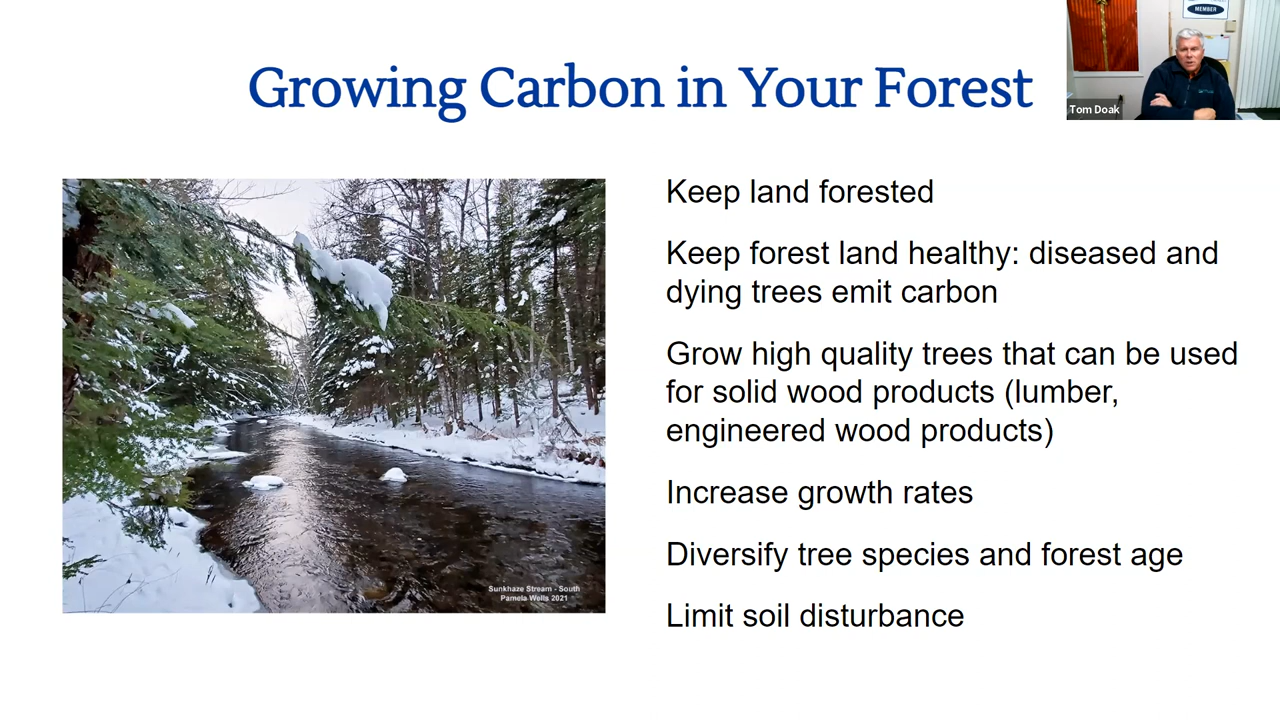 MEMBER
Tom Doak
Growing Carbon in Your Forest
Keep land forested
Keep forest land healthy: diseased and
dying trees emit carbon
Grow high quality trees that can be used
for solid wood products (lumber,
engineered wood products)
Increase growth rates
Diversify tree species and forest age
Limit soil disturbance
Sunkhaze Stream - South
Pamela Wells 2021